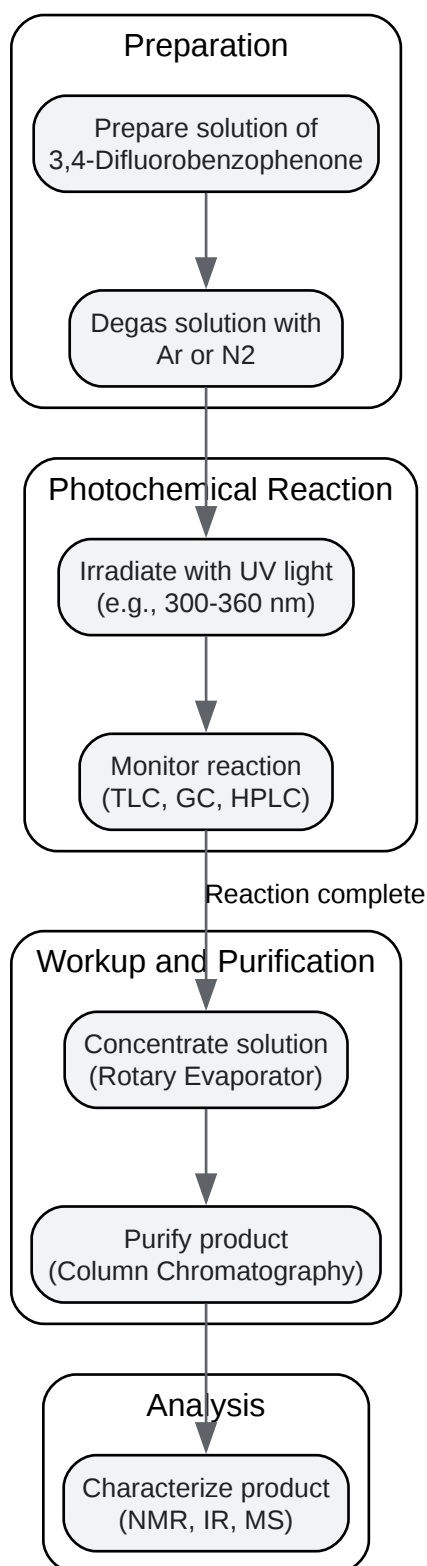 Preparation
Prepare solution of
3,4-Difluorobenzophenone
Degas solution with
Ar or N2
Photochemical Reaction
Irradiate with UV light
(e.g., 300-360 nm)
Monitor reaction
(TLC, GC, HPLC)
Reaction complete
Workup and Purification
Concentrate solution
(Rotary Evaporator)
Purify product
(Column Chromatography)
Analysis
Characterize product
(NMR, IR, MS)